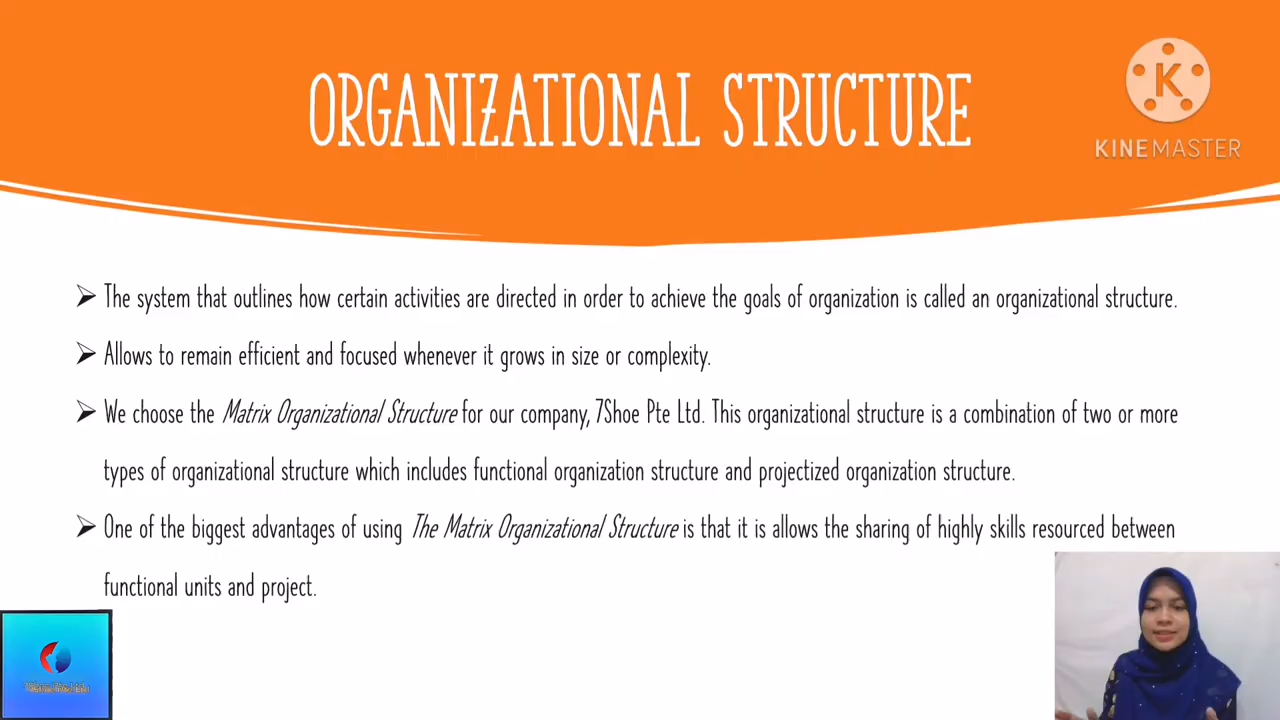 ORGANIZATIONAL STRUCTURE
KINEMASTER
The system that outlines how certain activities are directed in order to achieve the goals of organization is called an organizational structure.
Allows to remain efficient and focused whenever it grows in size or complexity.
We choose the Matrix Organizational Structure for our company, 7Shoe Pte Ltd. This organizational structure is a combination of two or more
types of organizational structure which includes functional organization structure and projectized organization structure.
One of the biggest advantages of using The Matrix Organizational Structure is that it is allows the sharing of highly skills resourced between
functional units and project.